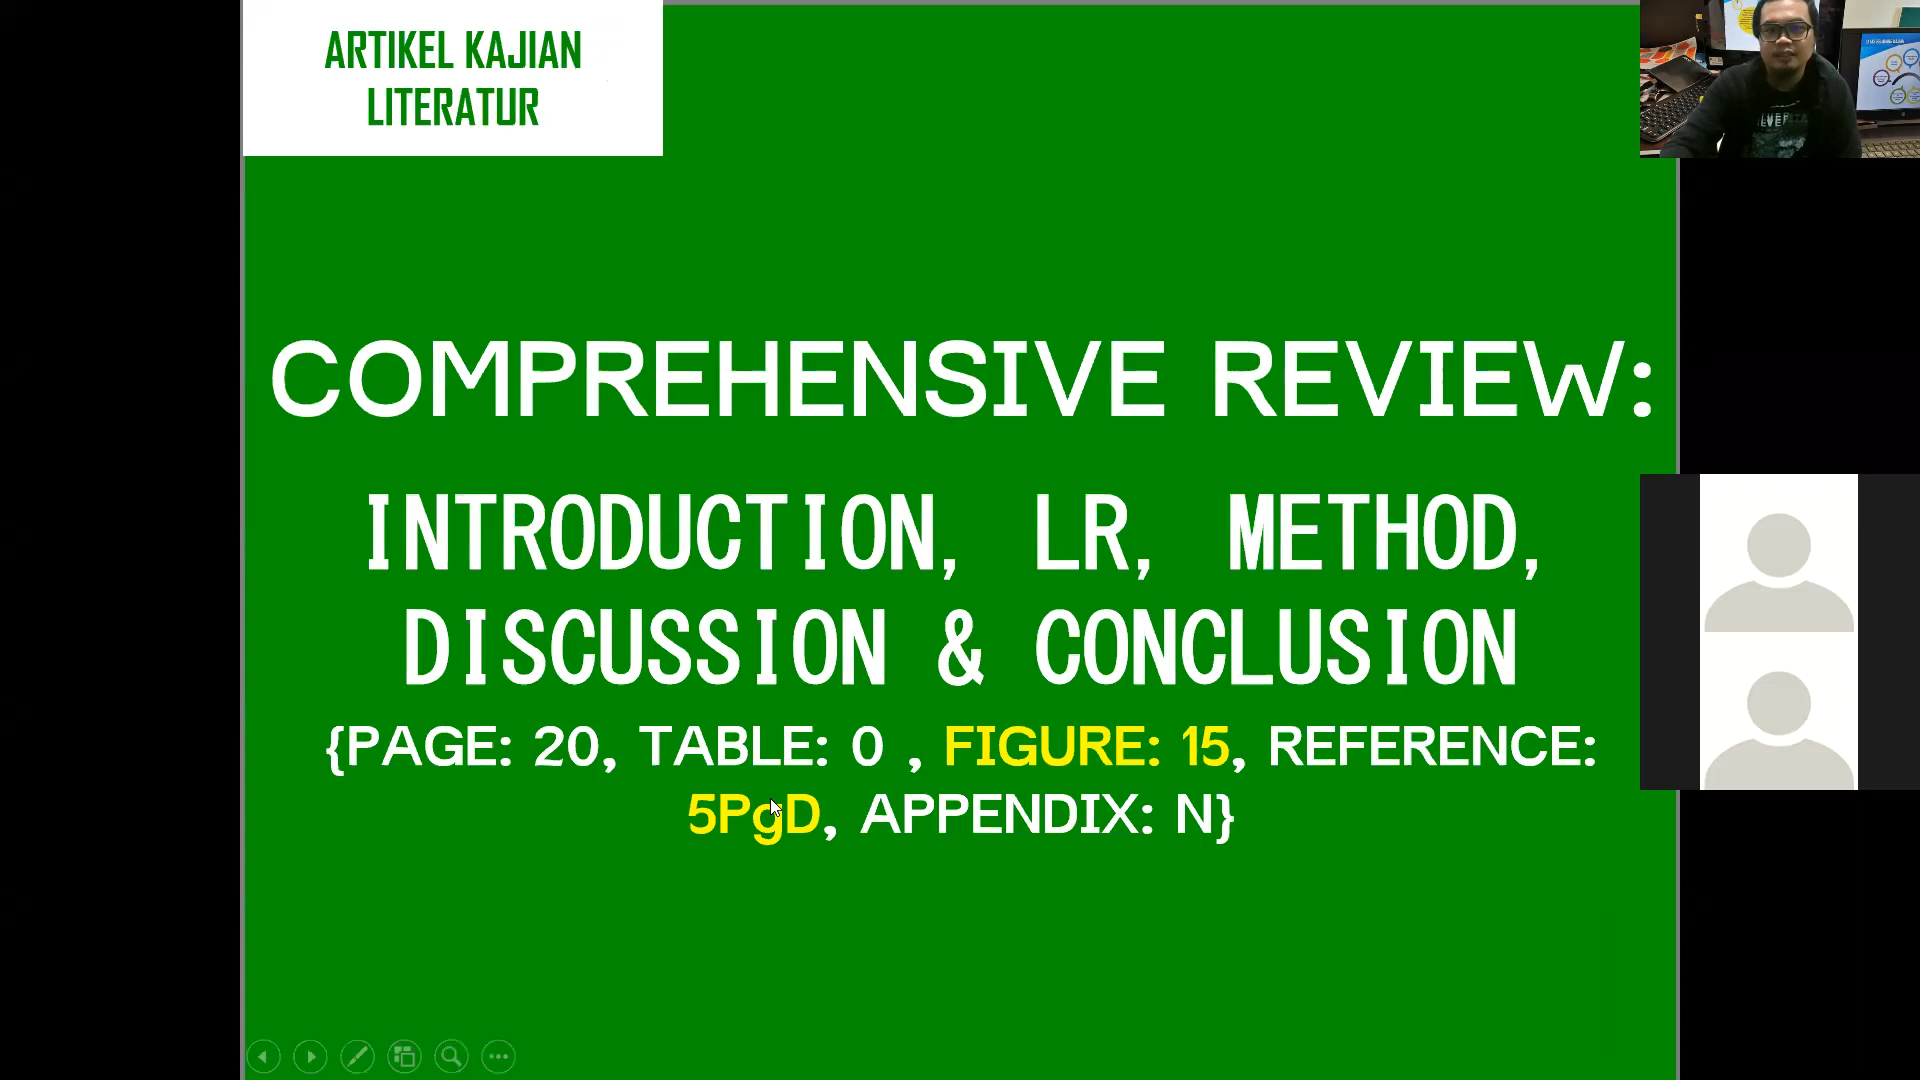 ARTIKEL KAJIAN
LITERATUR
COMPREHENSIVE REVIEW:
INTRODUCTION, LR, METHOD,
DISCUSSION & CONCLUSION
{PAGE: 20, TABLE: 0 , FIGURE: 15, REFERENCE:
5PgD, APPENDIX: N}